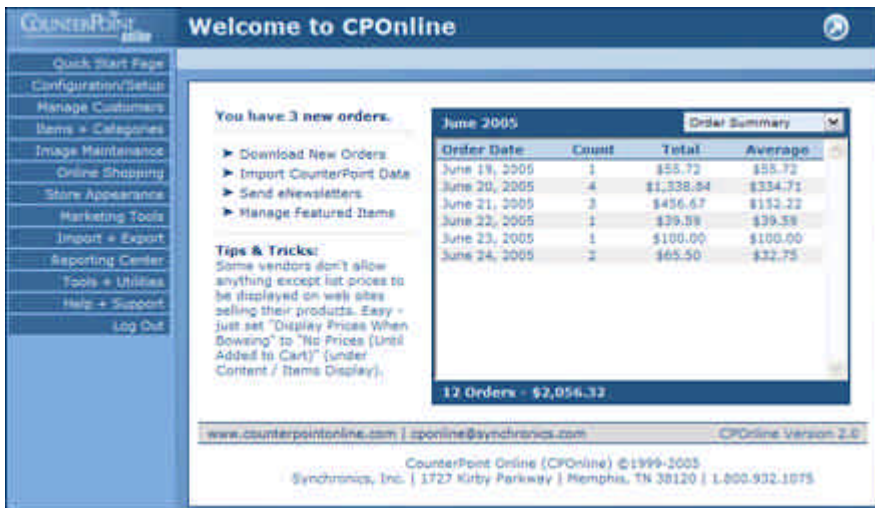 COUNTERPOINT
online
Welcome to CPOnline
Quick Start Page
Configuration/Setup
Manage Customers
Items + Categories
Image Maintenance
Online Shopping
Store Appearance
Marketing Tools
Import + Export
Reporting Center
Tools + Utilities
Help + Support
Log Out
You have 3 new orders.
► Download New Orders
► Import CounterPoint Data
► Send eNewsletters
► Manage Featured Items
Tips & Tricks:
Some vendors don't allow
anything except list prices to
be displayed on web sites
selling their products. Easy -
just set "Display Prices When
Bowsing" to "No Prices (Until
Added to Cart)" (under
Content / Items Display).
June 2005 Order Summary
Order Date Count Total Average
June 19, 2005 1 $55.72 $55.72
June 20, 2005 4 $1,338.84 $334.71
June 21, 2005 3 $456.67 $152.22
June 22, 2005 1 $39.59 $39.59
June 23, 2005 1 $100.00 $100.00
June 24, 2005 2 $65.50 $32.75
12 Orders - $2,056.32
www.counterpointonline.com | cponline@synchronics.com CPOnline Version 2.0
CounterPoint Online (CPOnline) ©1999-2005
Synchronics, Inc. | 1727 Kirby Parkway | Memphis, TN 38120 | 1.800.932.1075